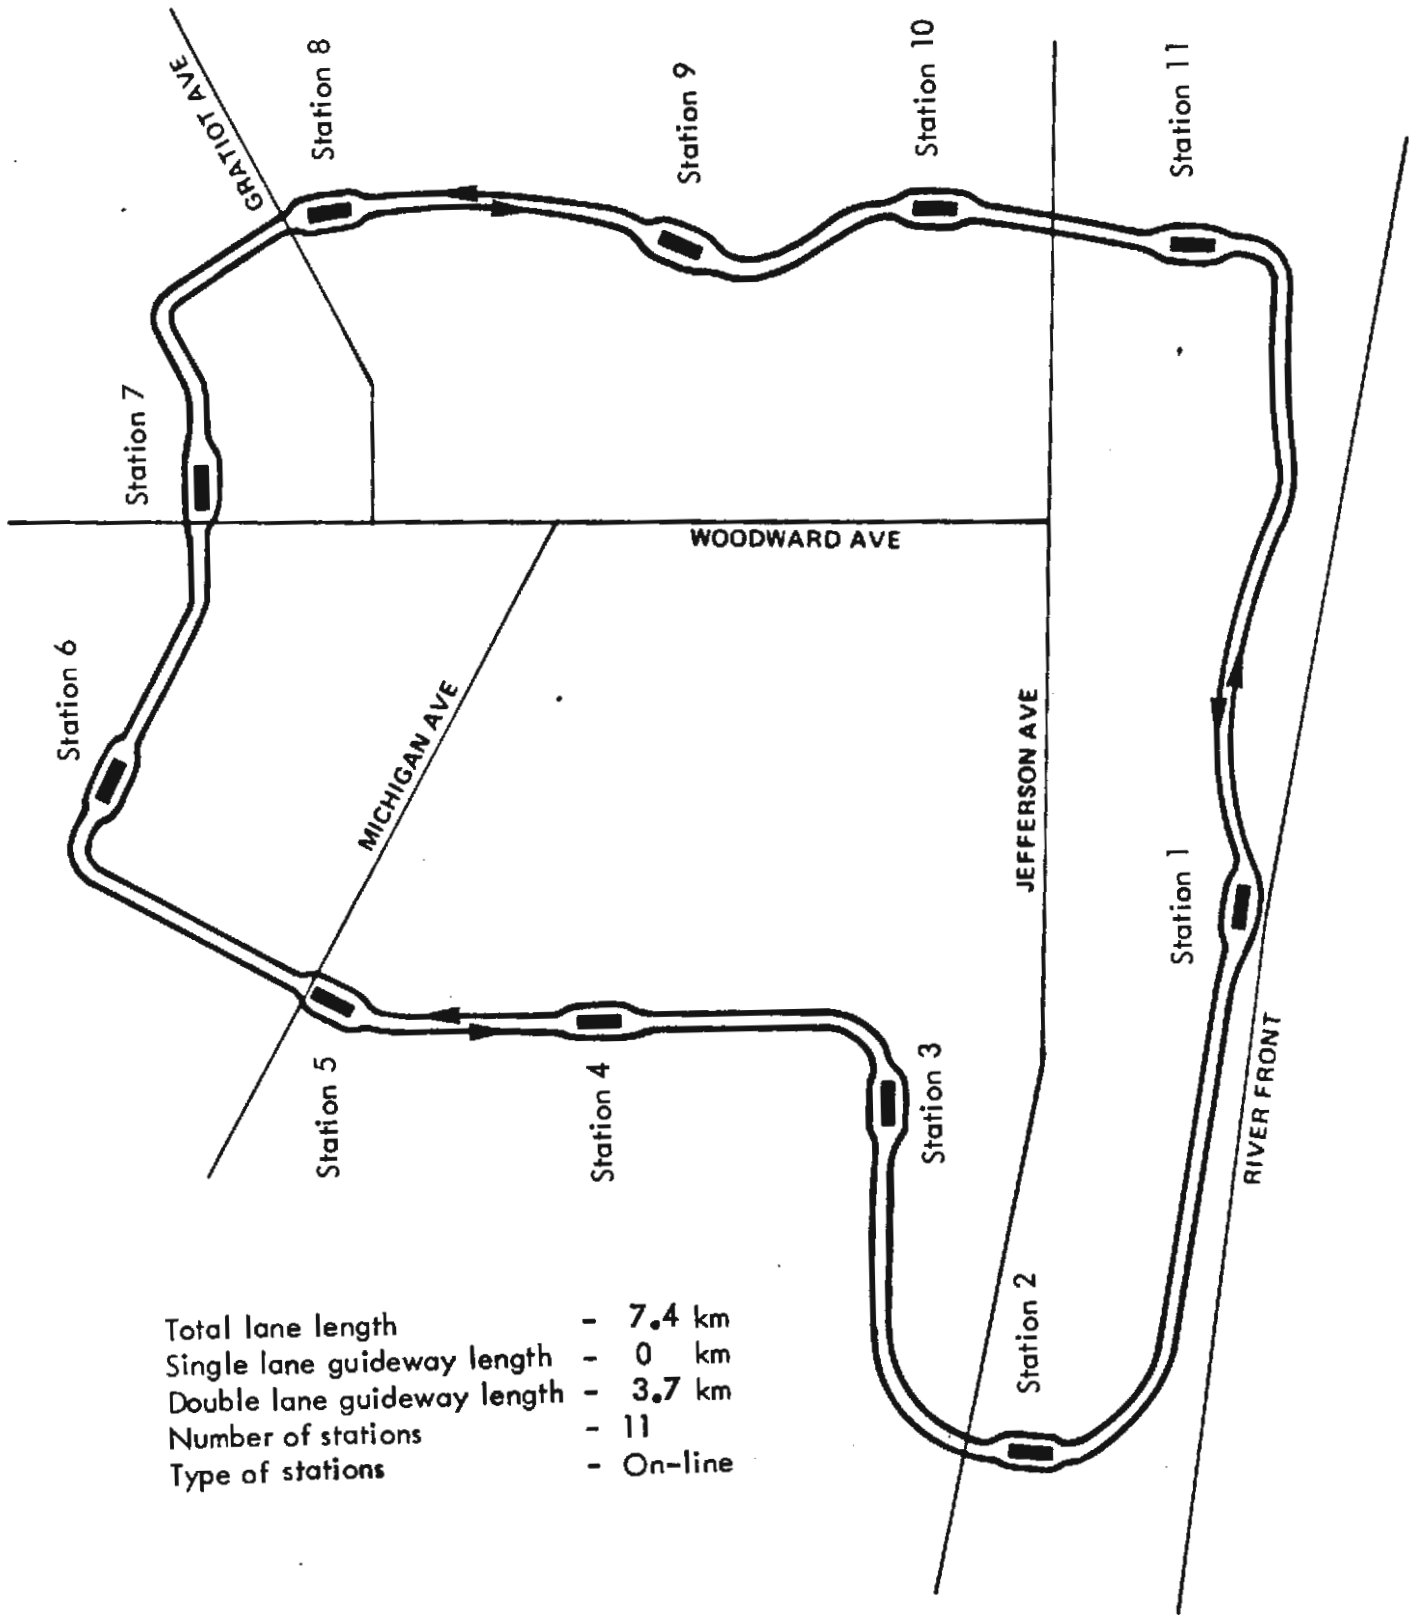 GRATIOT AVE
Station 8
Station 9
Station 10
Station 11
Station 7
WOODWARD AVE
Station 6
MICHIGAN AVE
JEFFERSON AVE
Station 1
Station 5
Station 4
Station 3
RIVER FRONT
Station 2
Total lane length - 7.4 km
Single lane guideway length - 0 km
Double lane guideway length - 3.7 km
Number of stations - 11
Type of stations - On-line